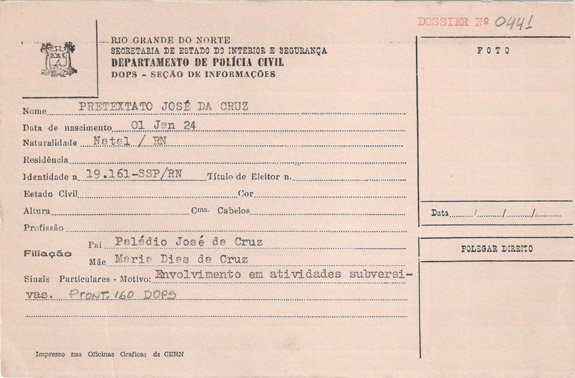 DOSSIER Nº 0441
RIO GRANDE DO NORTE
SECRETARIA DE ESTADO DO INTERIOR E SEGURANÇA
DEPARTAMENTO DE POLÍCIA CIVIL
DOPS - SEÇÃO DE INFORMAÇÕES
FOTO
Nome PRETEXTATO JOSÉ DA CRUZ
Data de nascimento 01 Jan 24
Naturalidade Natal / RN
Residência
Identidade n. 19.161-SSP/RN Título de Eleitor n.
Estado Civil Cor
Altura Cms. Cabelos
Data / / /
Profissão
Filiação
Pai Paládio José da Cruz
Mãe Maria Dias da Cruz
POLEGAR DIREITO
Sinais Particulares - Motivo: Envolvimento em atividades subversi-
vas. PRONT. 160 DOPS
Impresso nas Oficinas Graficas da CERN